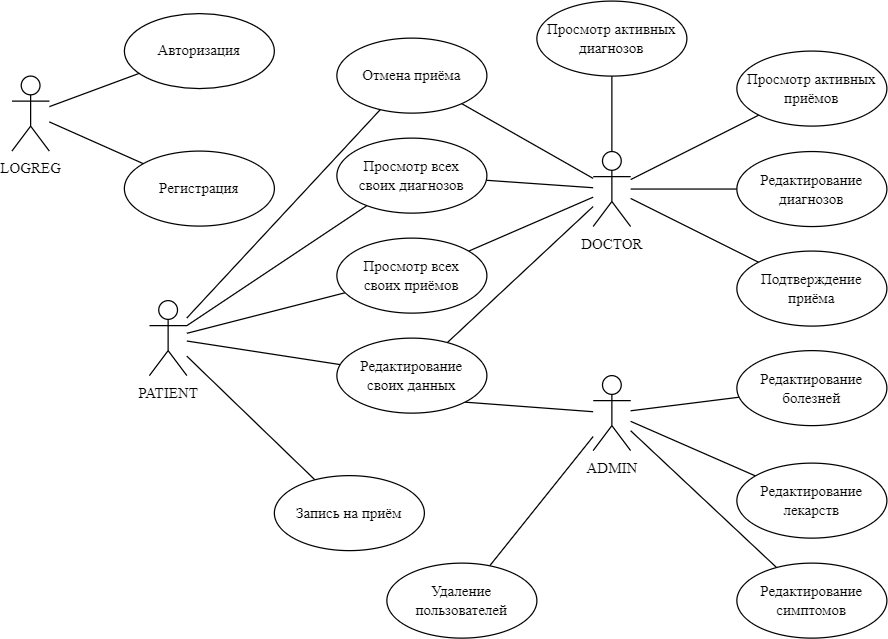 Просмотр активных
диагнозов
Авторизация
Отмена приёма
Просмотр активных
приёмов
LOGREG
Просмотр всех
своих диагнозов
Регистрация
Редактирование
диагнозов
DOCTOR
Просмотр всех
своих приёмов
Подтверждение
приёма
PATIENT
Редактирование
своих данных
Редактирование
болезней
ADMIN
Запись на приём
Редактирование
лекарств
Удаление
пользователей
Редактирование
симптомов